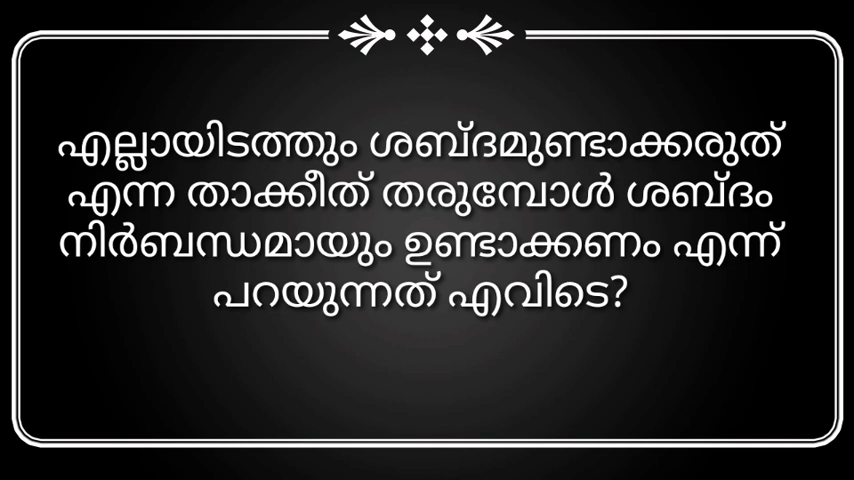 എല്ലായിടത്തും ശബ്ദമുണ്ടാക്കരുത്
എന്ന താക്കീത് തരുമ്പോൾ ശബ്ദം
നിർബന്ധമായും ഉണ്ടാക്കണം എന്ന്
പറയുന്നത് എവിടെ?